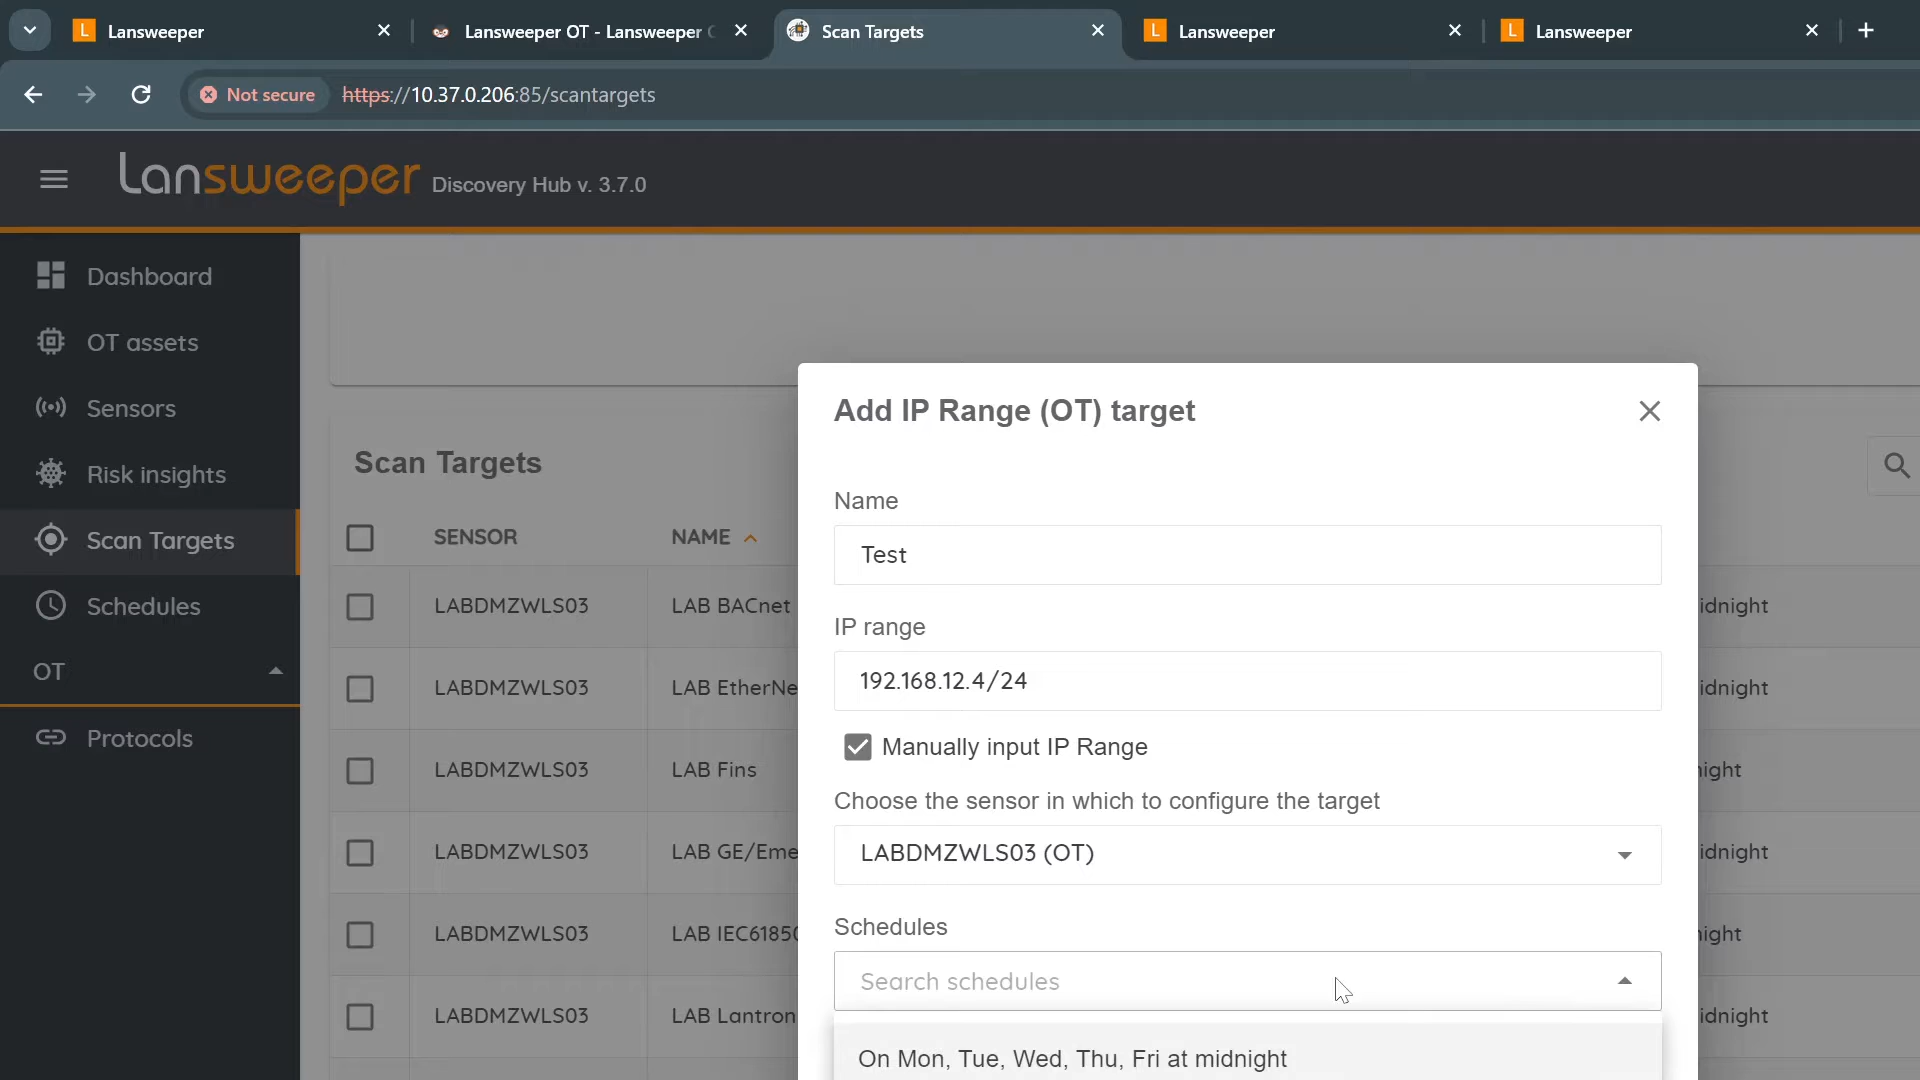 Lansweeper
Lansweeper OT - Lansweeper
Scan Targets
Lansweeper
Lansweeper
Not secure https://10.37.0.206:85/scantargets
Lansweeper Discovery Hub v. 3.7.0
Dashboard
OT assets
Sensors
Risk insights
Scan Targets
Schedules
OT
Protocols
Scan Targets
SENSOR NAME
LABDMZWLS03 LAB BACnet idnight
LABDMZWLS03 LAB EtherNe idnight
LABDMZWLS03 LAB Fins night
LABDMZWLS03 LAB GE/Eme idnight
LABDMZWLS03 LAB IEC6185 night
LABDMZWLS03 LAB Lantron idnight
Add IP Range (OT) target
Name
Test
IP range
192.168.12.4/24
Manually input IP Range
Choose the sensor in which to configure the target
LABDMZWLS03 (OT)
Schedules
Search schedules
On Mon, Tue, Wed, Thu, Fri at midnight